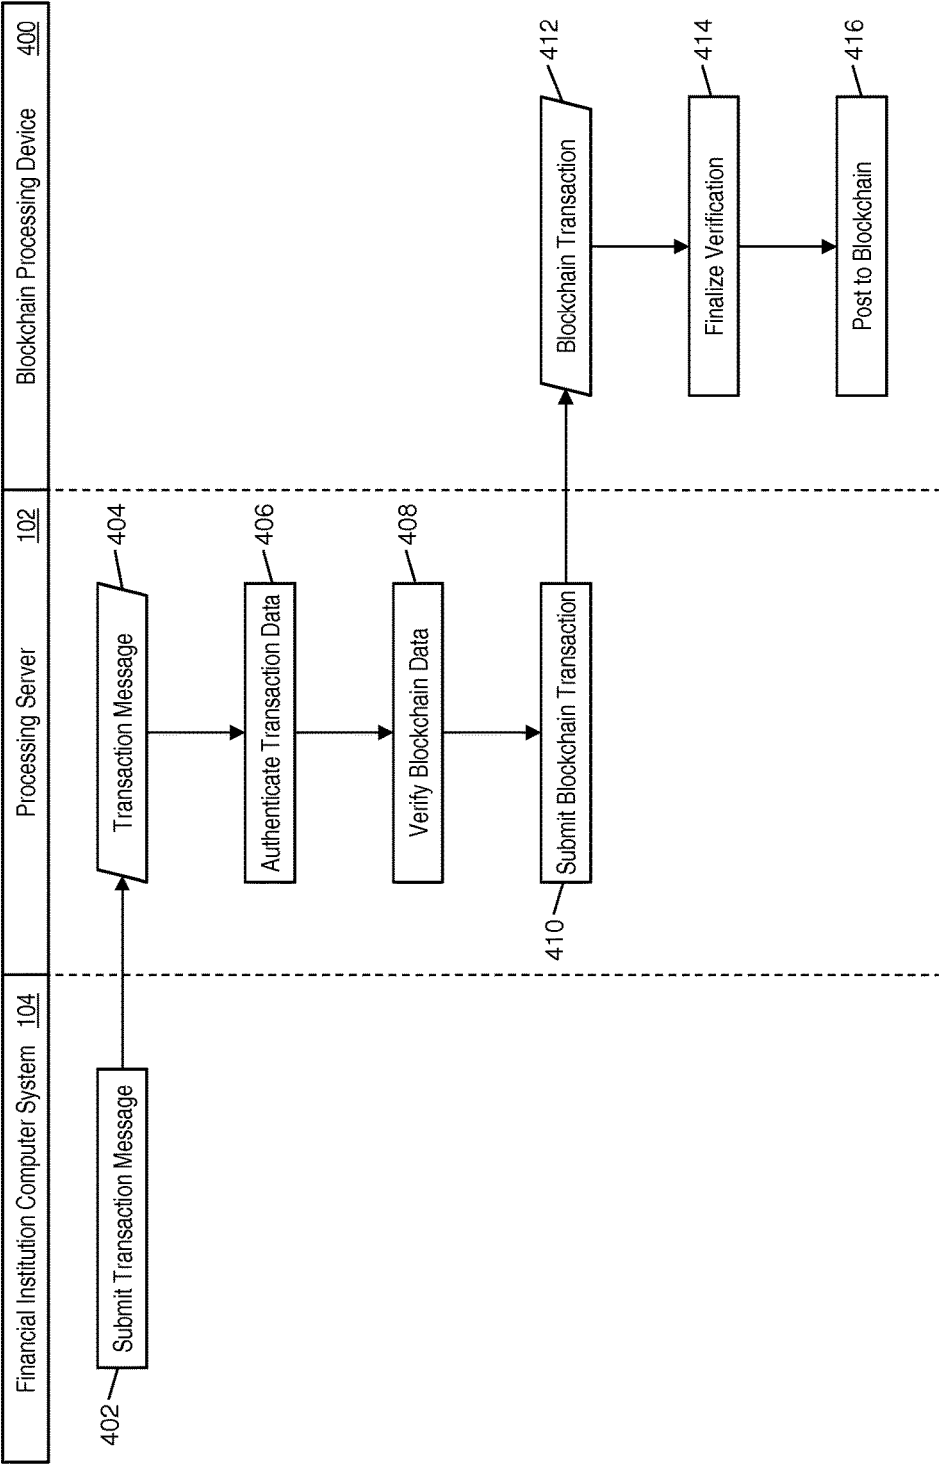 Financial Institution Computer System 104
Processing Server 102
Blockchain Processing Device 400
402
Submit Transaction Message
Transaction Message
404
Authenticate Transaction Data
406
Verify Blockchain Data
408
410
Submit Blockchain Transaction
Blockchain Transaction
412
Finalize Verification
414
Post to Blockchain
416